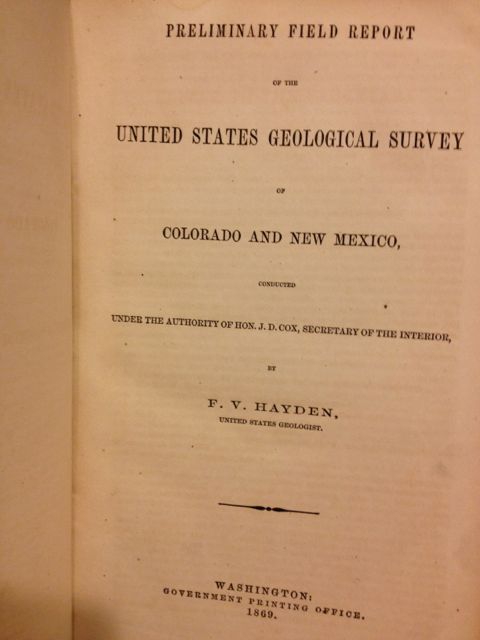 PRELIMINARY FIELD REPORT
OF THE
UNITED STATES GEOLOGICAL SURVEY
OF
COLORADO AND NEW MEXICO,
CONDUCTED
UNDER THE AUTHORITY OF HON. J. D. COX, SECRETARY OF THE INTERIOR,
BY
F. V. HAYDEN,
UNITED STATES GEOLOGIST.
WASHINGTON:
GOVERNMENT PRINTING OFFICE.
1869.